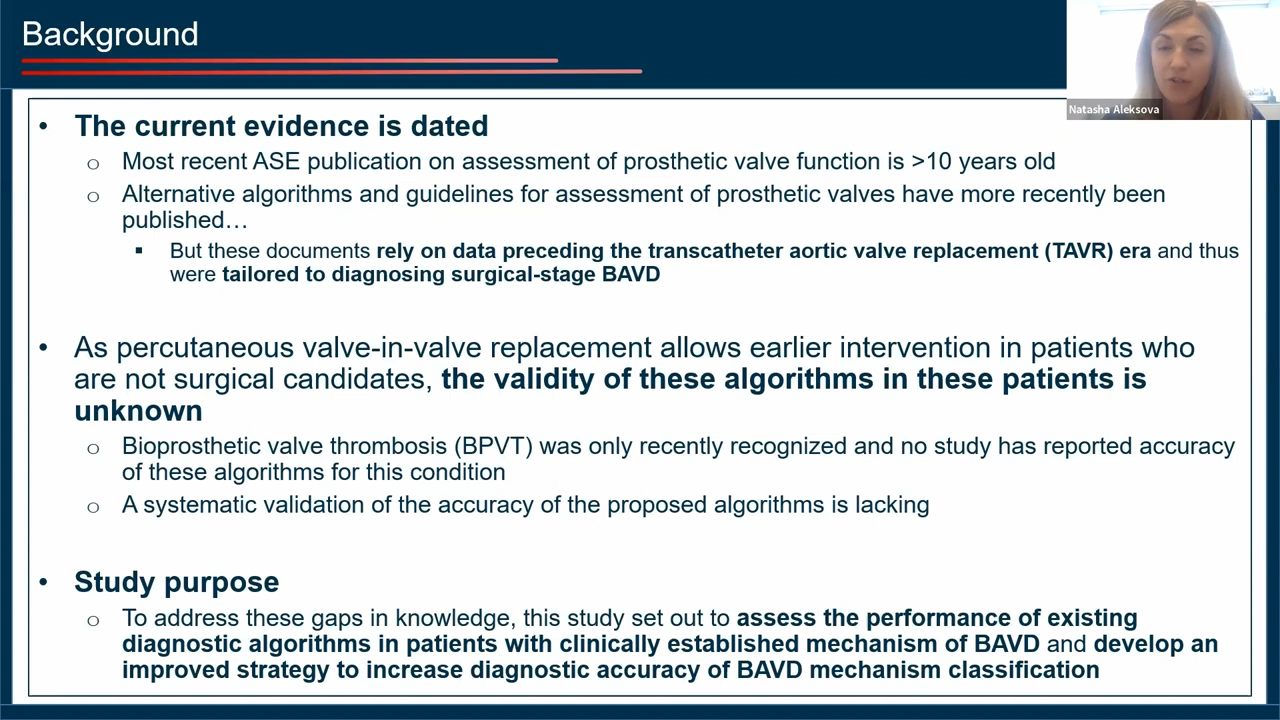 Background
Natasha Aleksova
• The current evidence is dated
o Most recent ASE publication on assessment of prosthetic valve function is >10 years old
o Alternative algorithms and guidelines for assessment of prosthetic valves have more recently been
published…
▪ But these documents rely on data preceding the transcatheter aortic valve replacement (TAVR) era and thus
were tailored to diagnosing surgical-stage BAVD
• As percutaneous valve-in-valve replacement allows earlier intervention in patients who
are not surgical candidates, the validity of these algorithms in these patients is
unknown
o Bioprosthetic valve thrombosis (BPVT) was only recently recognized and no study has reported accuracy
of these algorithms for this condition
o A systematic validation of the accuracy of the proposed algorithms is lacking
• Study purpose
o To address these gaps in knowledge, this study set out to assess the performance of existing
diagnostic algorithms in patients with clinically established mechanism of BAVD and develop an
improved strategy to increase diagnostic accuracy of BAVD mechanism classification